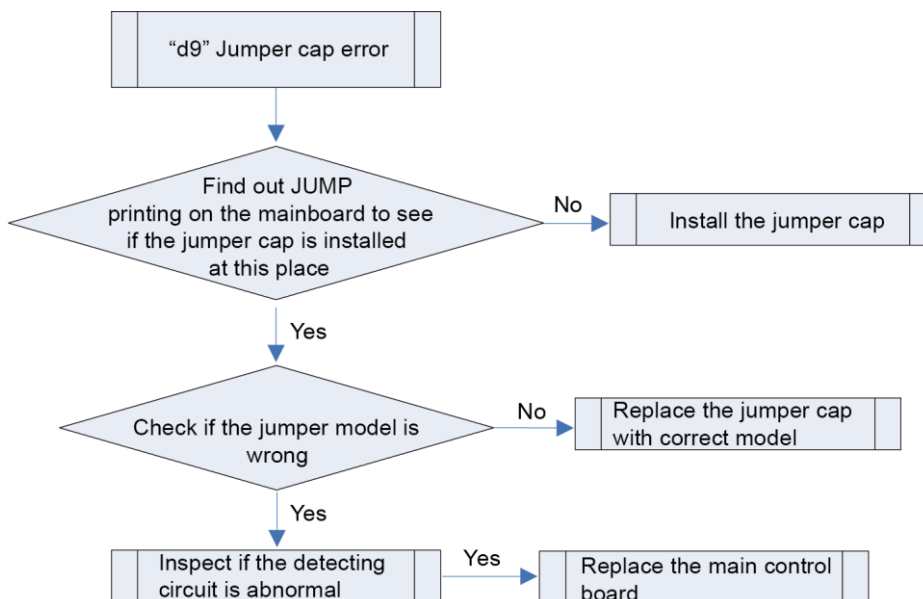 “d9” Jumper cap error
Find out JUMP
printing on the mainboard to see
if the jumper cap is installed
at this place
No
Install the jumper cap
Yes
Check if the jumper model is
wrong
No
Replace the jumper cap
with correct model
Yes
Inspect if the detecting
circuit is abnormal
Yes
Replace the main control
board